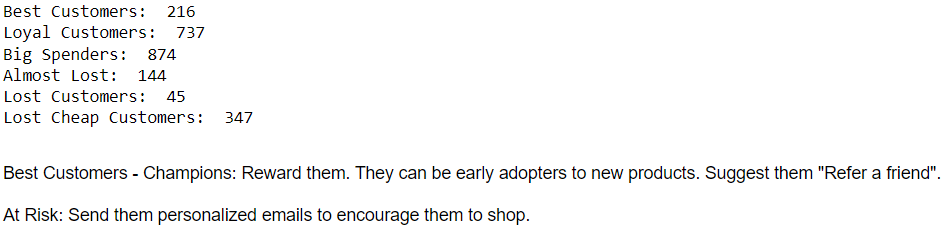 Best Customers:  216
Loyal Customers:  737
Big Spenders:  874
Almost Lost:  144
Lost Customers:  45
Lost Cheap Customers:  347
Best Customers - Champions: Reward them. They can be early adopters to new products. Suggest them "Refer a friend".
At Risk: Send them personalized emails to encourage them to shop.